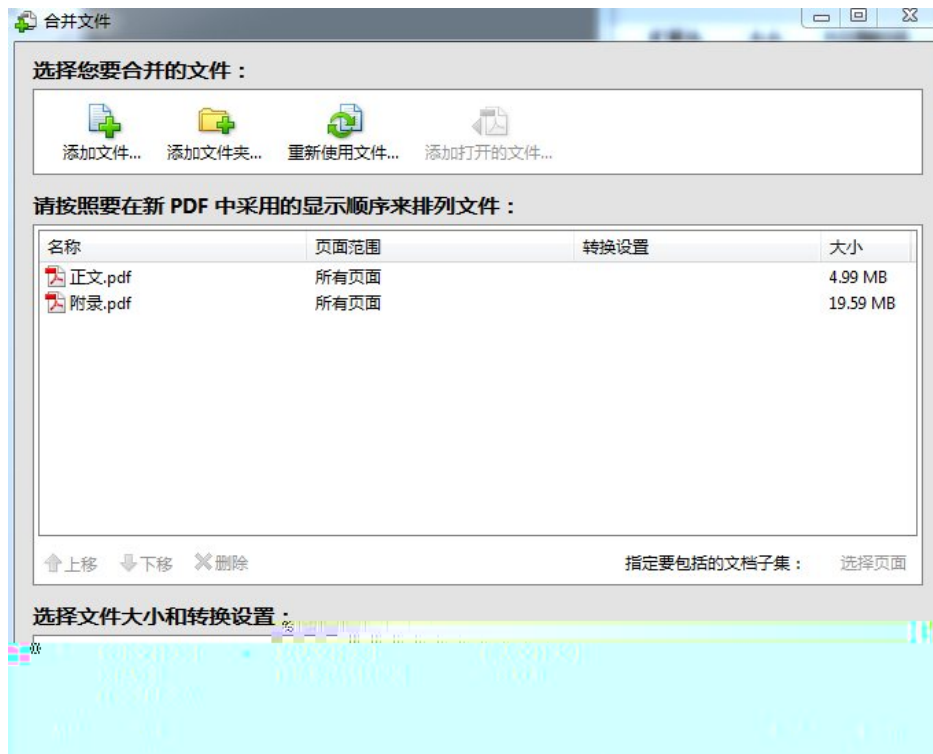 合并文件
选择您要合并的文件：
添加文件... 添加文件夹... 重新使用文件... 添加打开的文件...
请按照要在新 PDF 中采用的显示顺序来排列文件：
名称 页面范围 转换设置 大小
正文.pdf 所有页面 4.99 MB
附录.pdf 所有页面 19.59 MB
上移 下移 删除 指定要包括的文档子集： 选择页面
选择文件大小和转换设置：